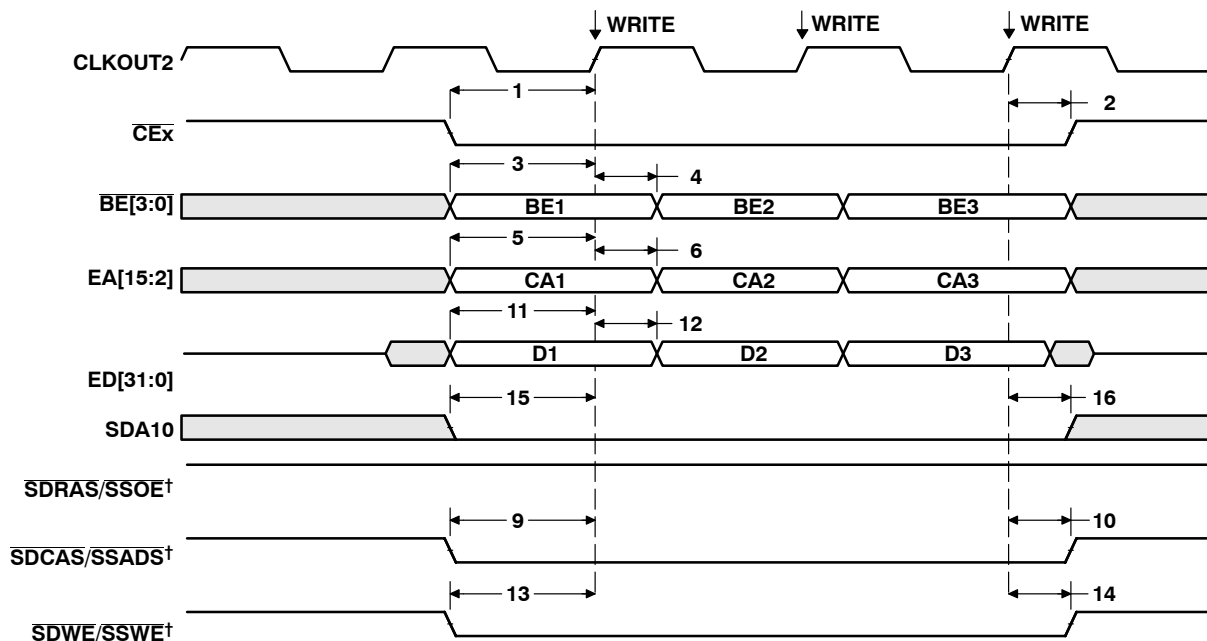 WRITE WRITE WRITE
CLKOUT2
1 2
CEx
3 4
BE[3:0] BE1 BE2 BE3
5 6
EA[15:2] CA1 CA2 CA3
11 12
D1 D2 D3
ED[31:0]
15 16
SDA10
SDRAS/SSOE†
9 10
SDCAS/SSADS†
13 14
SDWE/SSWE†